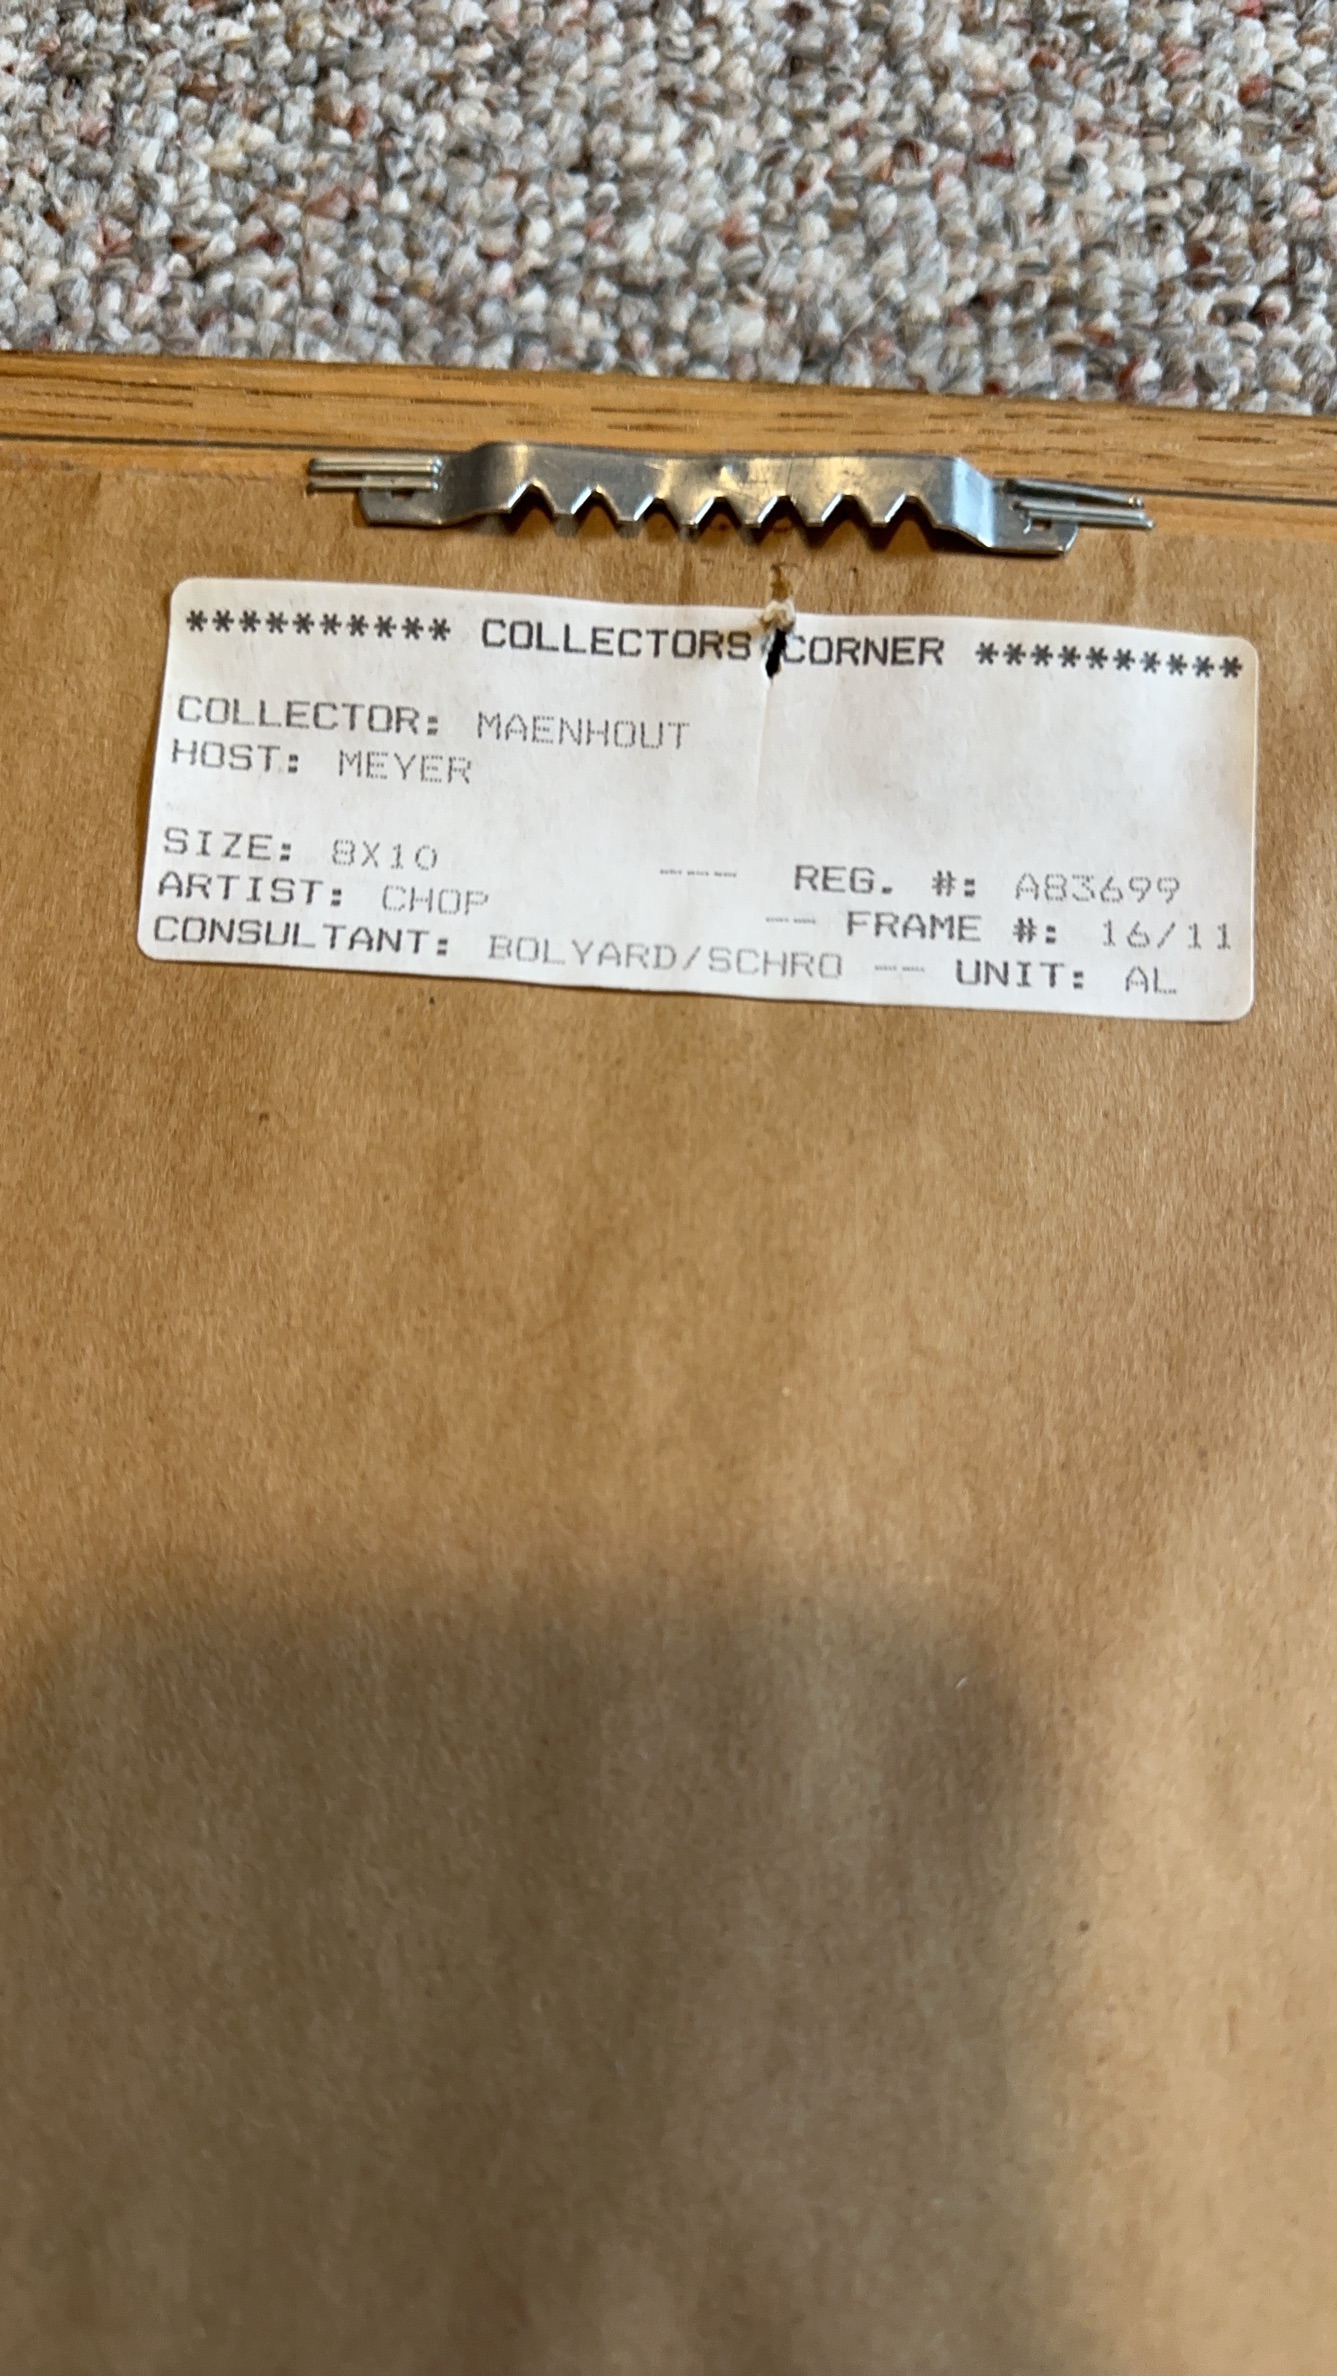 ********** COLLECTORS CORNER **********
COLLECTOR: MAENHOUT
HOST: MEYER
SIZE: 8X10 --- REG. #: A83699
ARTIST: CHOP -- FRAME #: 16/11
CONSULTANT: BOLYARD/SCHRO -- UNIT: AL